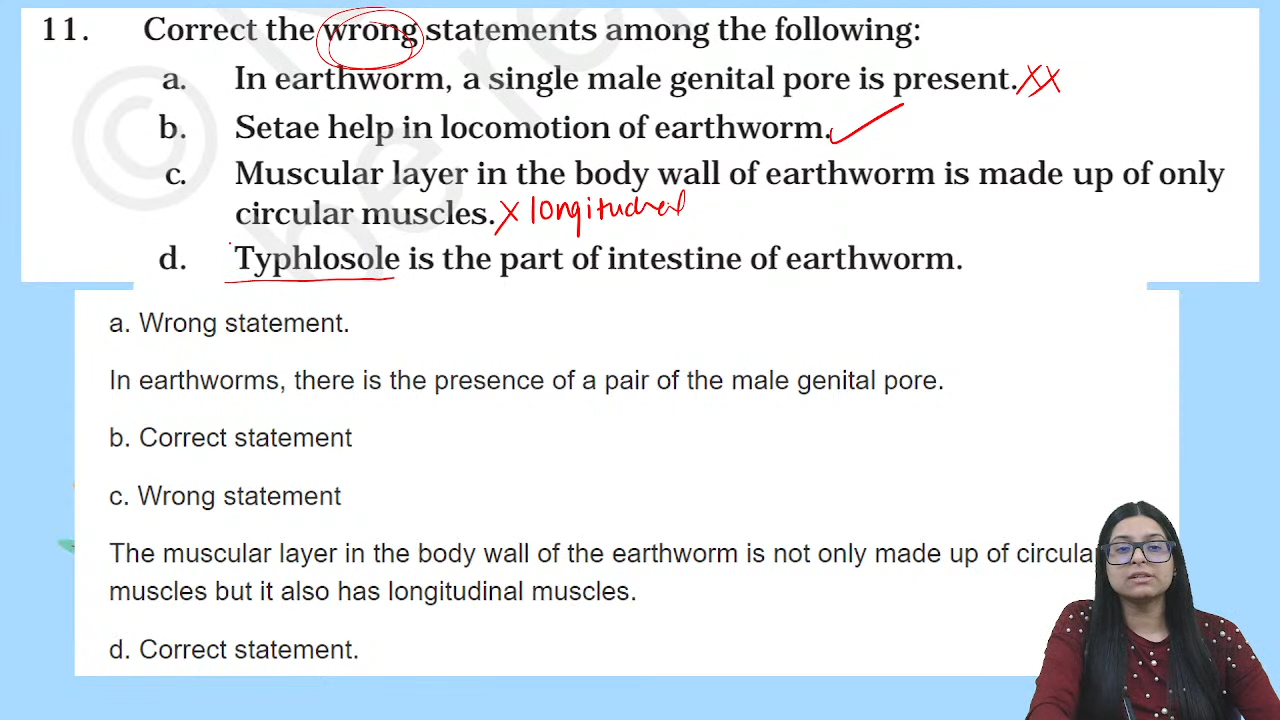 11. Correct the wrong statements among the following:
a. In earthworm, a single male genital pore is present. XX
b. Setae help in locomotion of earthworm. ✓
c. Muscular layer in the body wall of earthworm is made up of only
circular muscles. X longitudnal
d. Typhlosole is the part of intestine of earthworm.
a. Wrong statement.
In earthworms, there is the presence of a pair of the male genital pore.
b. Correct statement
c. Wrong statement
The muscular layer in the body wall of the earthworm is not only made up of circular
muscles but it also has longitudinal muscles.
d. Correct statement.